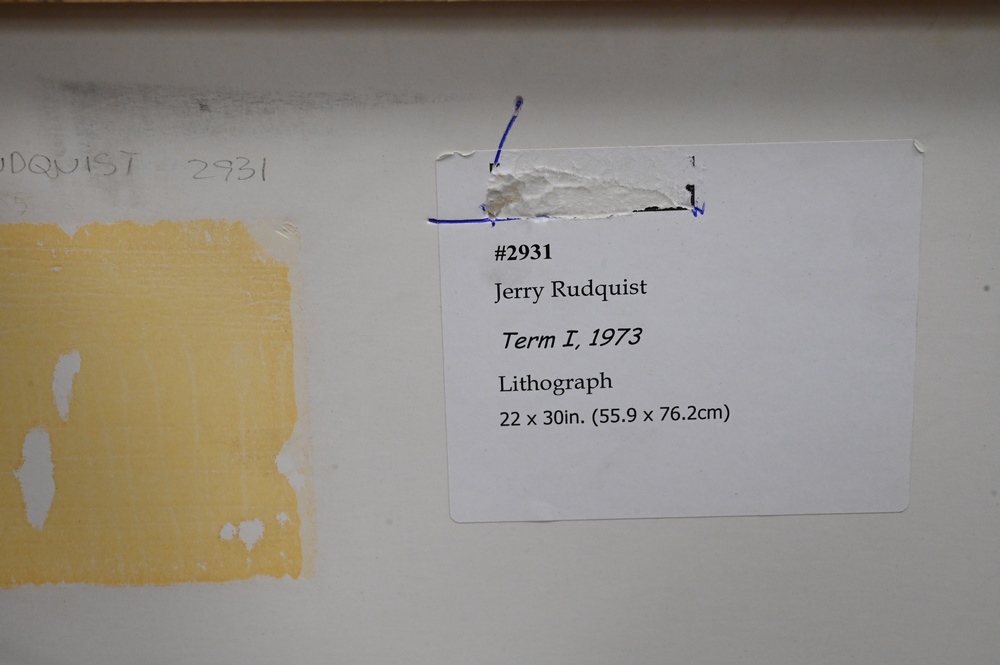 UDQUIST 2931
#2931
Jerry Rudquist
Term I, 1973
Lithograph
22 x 30in. (55.9 x 76.2cm)